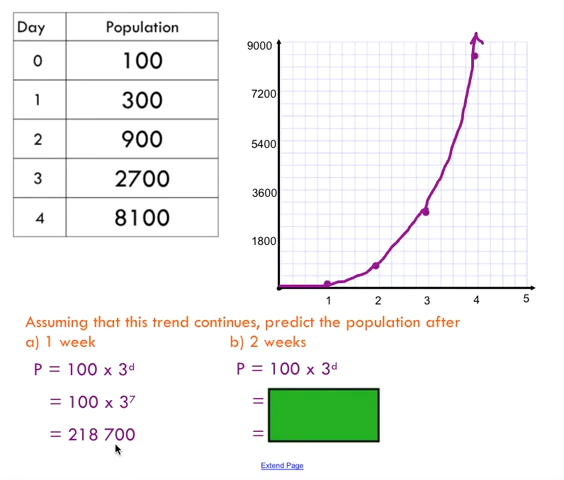 Day Population
0 100
1 300
2 900
3 2700
4 8100
9000
7200
5400
3600
1800
1 2 3 4 5
Assuming that this trend continues, predict the population after
a) 1 week b) 2 weeks
P = 100 x 3ᵈ P = 100 x 3ᵈ
= 100 x 3⁷ =
= 218 700 =
Extend Page